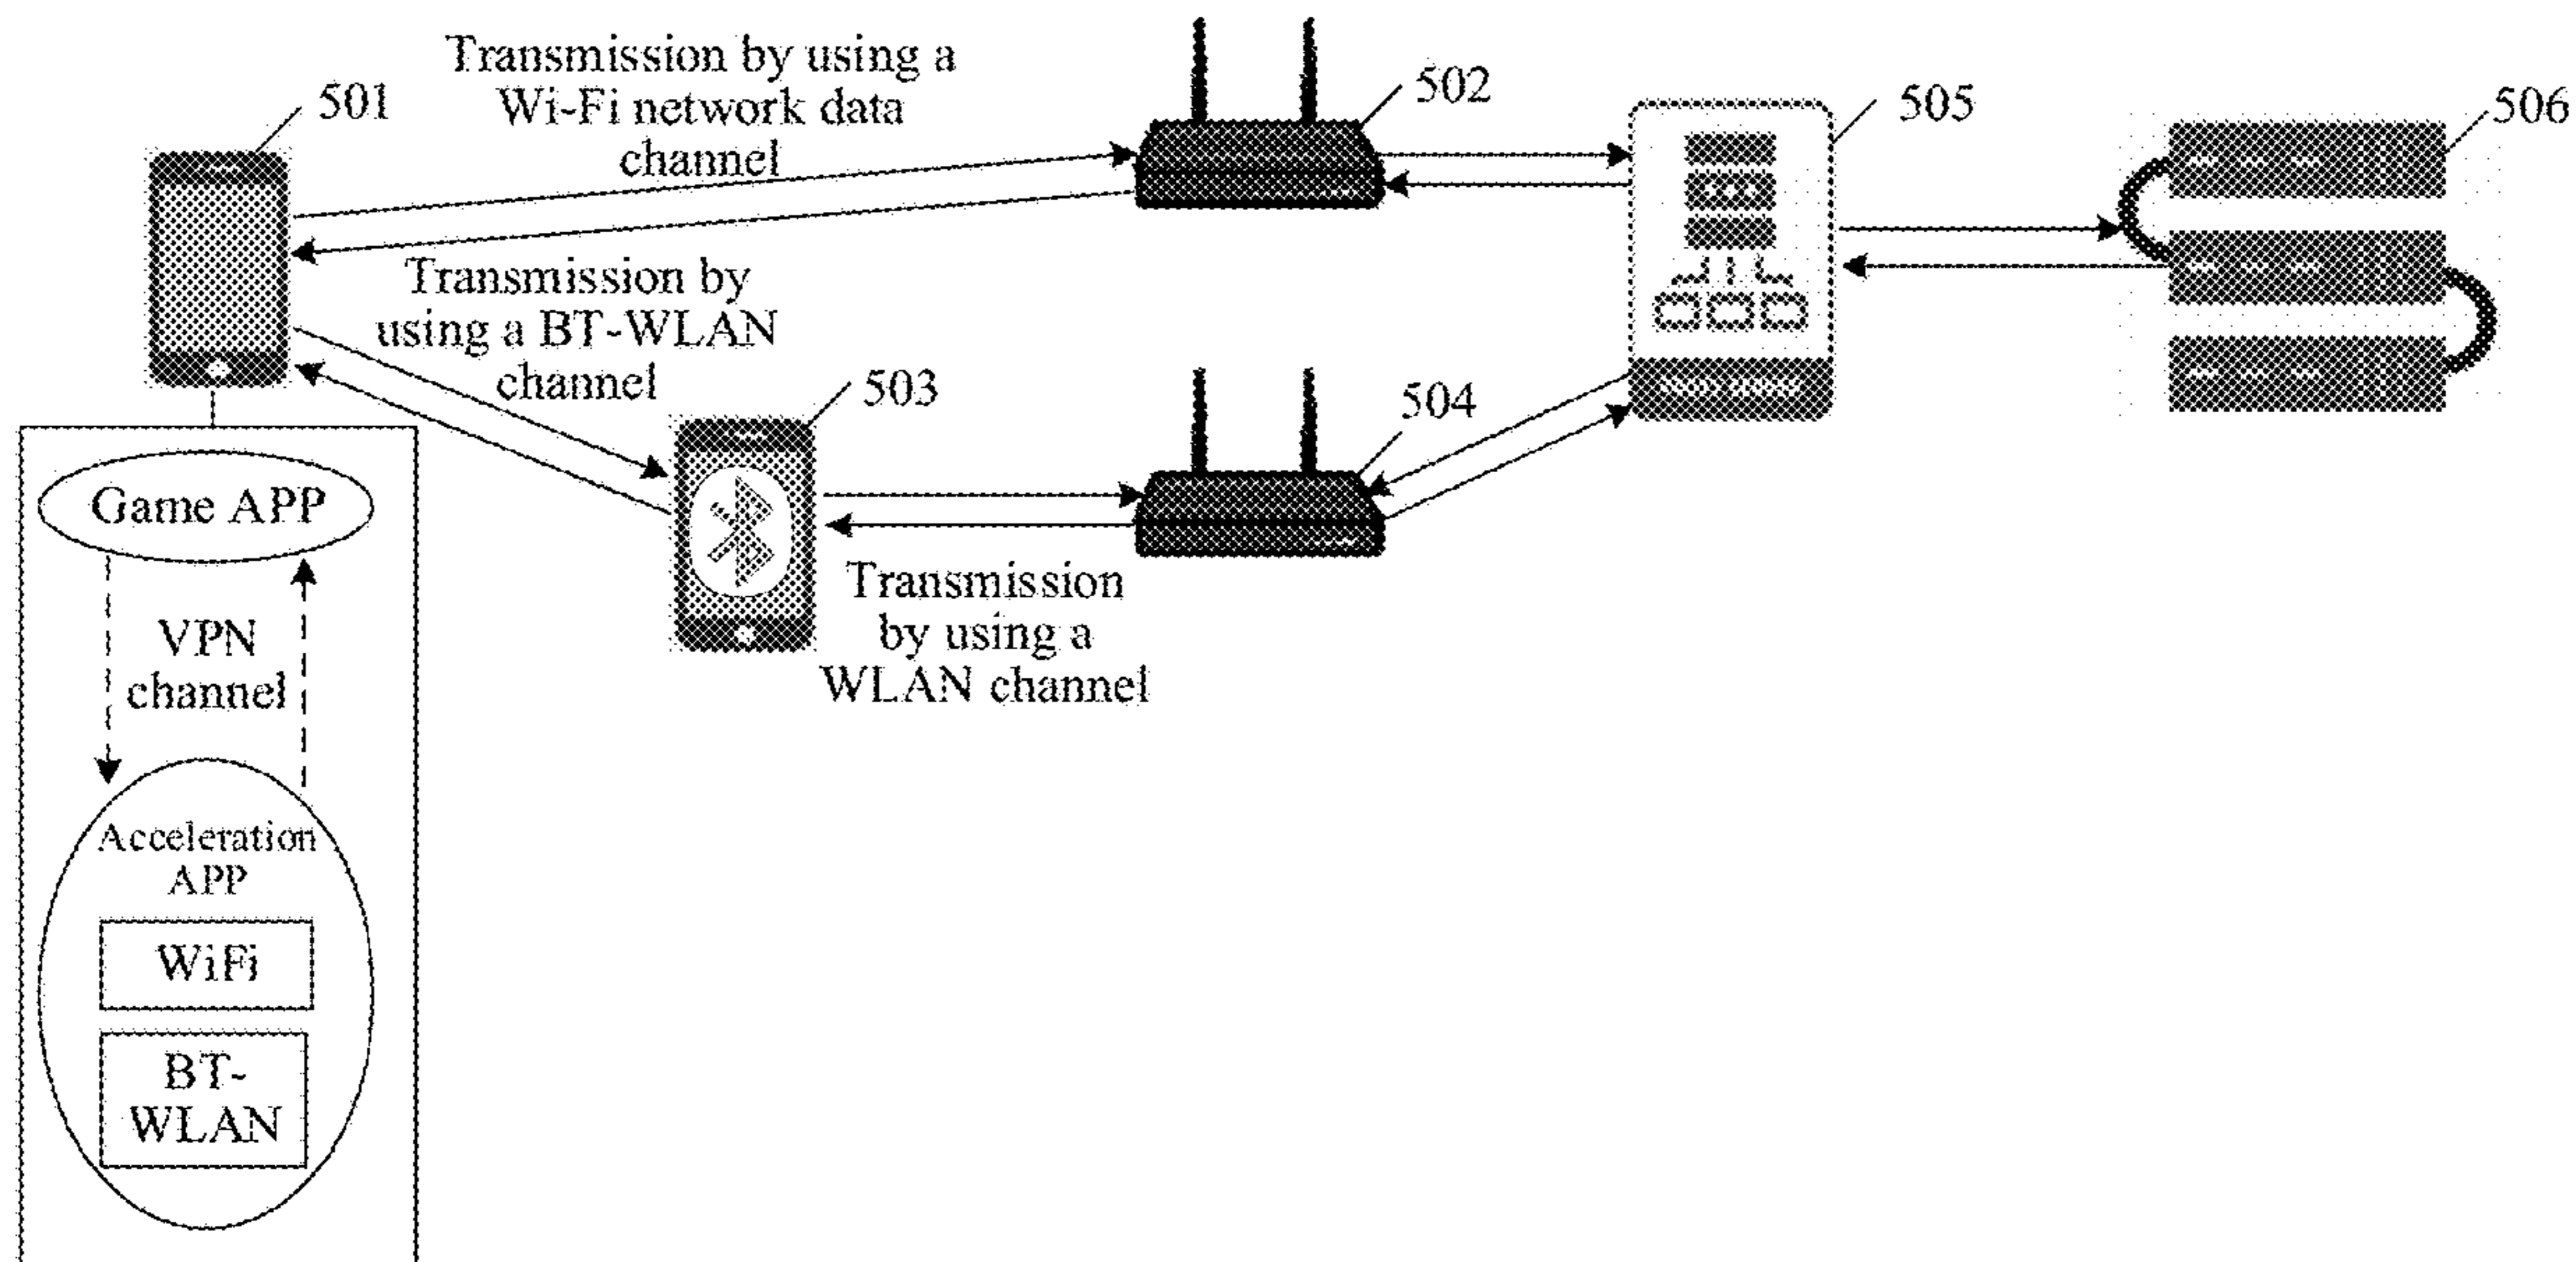 Transmission by using a
Wi-Fi network data
channel
501
502
505
506
Transmission by
using a BT-WLAN
channel
503
504
Game APP
VPN
channel
Transmission
by using a
WLAN channel
Acceleration
APP
WiFi
BT-
WLAN